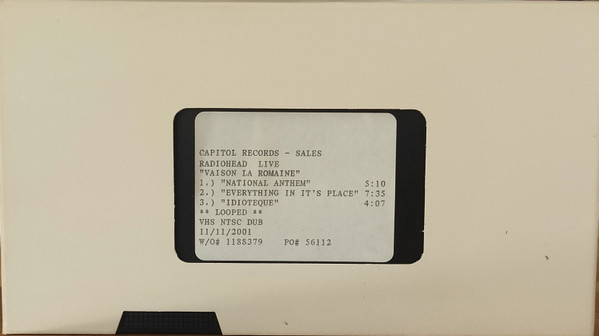 CAPITOL RECORDS - SALES
RADIOHEAD LIVE
"VAISON LA ROMAINE"
1.) "NATIONAL ANTHEM" 5:10
2.) "EVERYTHING IN IT'S PLACE" 7:35
3.) "IDIOTEQUE" 4:07
** LOOPED **
VHS NTSC DUB
11/11/2001
W/O# 1188379 PO# 56112